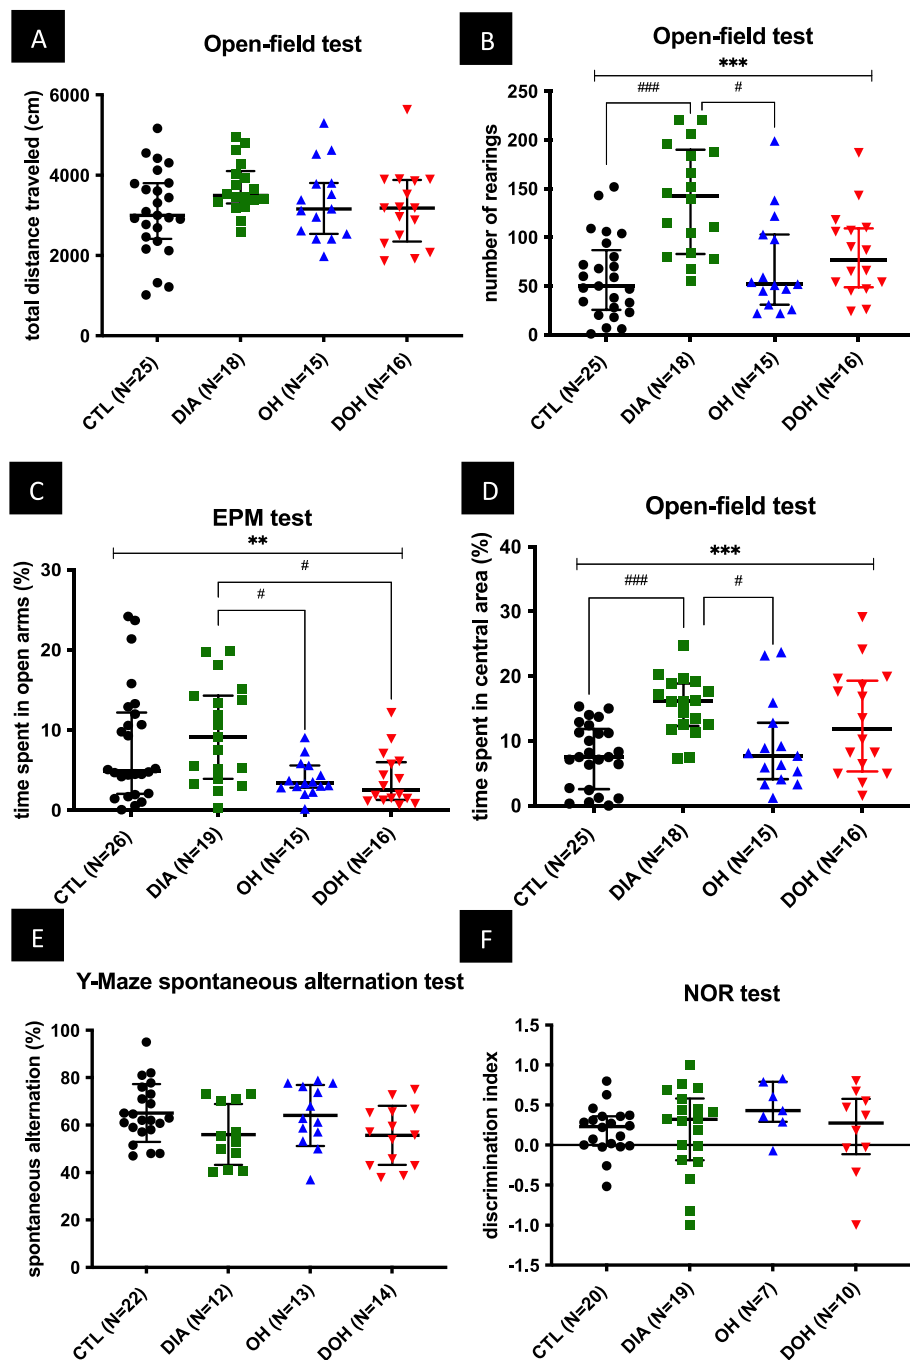 A
Open-field test
total distance traveled (cm)
6000
4000
2000
0
CTL (N=25)
DIA (N=18)
OH (N=15)
DOH (N=16)
B
Open-field test
***
###
#
number of rearings
250
200
150
100
50
0
CTL (N=25)
DIA (N=18)
OH (N=15)
DOH (N=16)
C
EPM test
**
#
#
time spent in open arms (%)
30
20
10
0
CTL (N=26)
DIA (N=19)
OH (N=15)
DOH (N=16)
D
Open-field test
***
###
#
time spent in central area (%)
40
30
20
10
0
CTL (N=25)
DIA (N=18)
OH (N=15)
DOH (N=16)
E
Y-Maze spontaneous alternation test
spontaneous alternation (%)
100
80
60
40
20
0
CTL (N=22)
DIA (N=12)
OH (N=13)
DOH (N=14)
F
NOR test
discrimination index
1.5
1.0
0.5
0.0
-0.5
-1.0
-1.5
CTL (N=20)
DIA (N=19)
OH (N=7)
DOH (N=10)